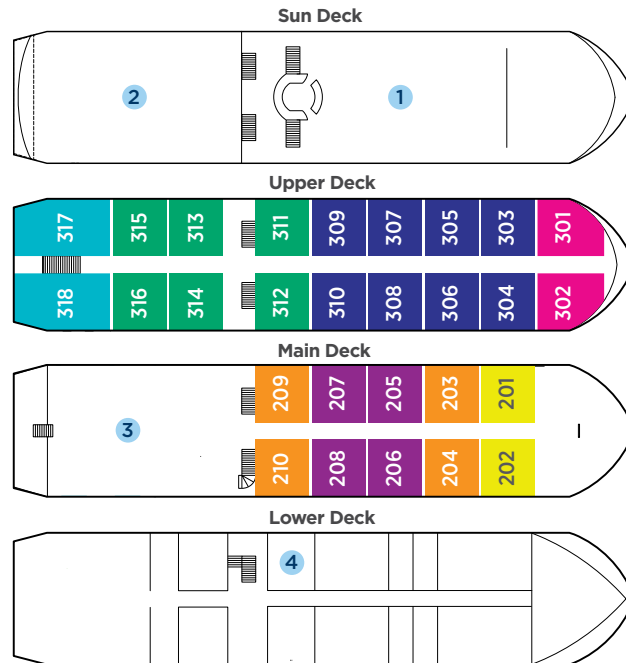 Sun Deck
2
1
Upper Deck
317 315 313 311 309 307 305 303 301
318 316 314 312 310 308 306 304 302
Main Deck
209 207 205 203 201
3
210 208 206 204 202
Lower Deck
4